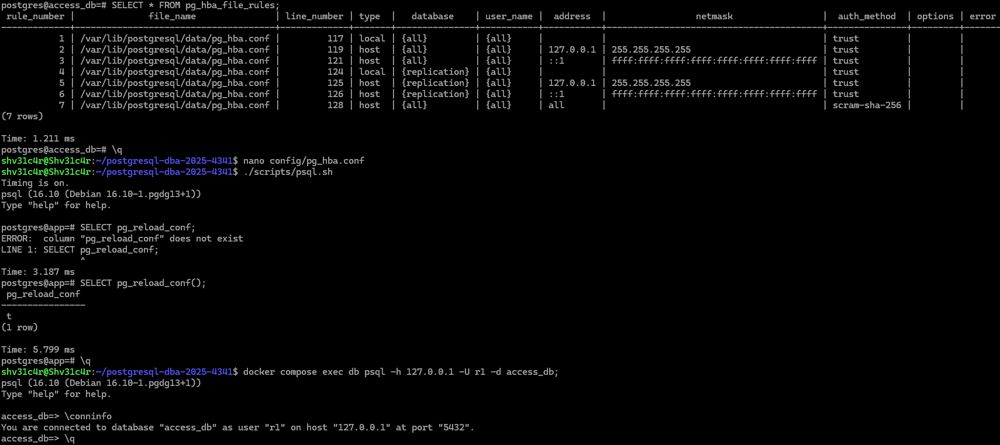 postgres@access_db=# SELECT * FROM pg_hba_file_rules;
 rule_number |              file_name               | line_number | type  |   database    | user_name |  address  |                 netmask                 |  auth_method  | options | error
-------------+--------------------------------------+-------------+-------+---------------+-----------+-----------+-----------------------------------------+---------------+---------+-------
           1 | /var/lib/postgresql/data/pg_hba.conf |         117 | local | {all}         | {all}     |           |                                         | trust         |         |
           2 | /var/lib/postgresql/data/pg_hba.conf |         119 | host  | {all}         | {all}     | 127.0.0.1 | 255.255.255.255                         | trust         |         |
           3 | /var/lib/postgresql/data/pg_hba.conf |         121 | host  | {all}         | {all}     | ::1       | ffff:ffff:ffff:ffff:ffff:ffff:ffff:ffff | trust         |         |
           4 | /var/lib/postgresql/data/pg_hba.conf |         124 | local | {replication} | {all}     |           |                                         | trust         |         |
           5 | /var/lib/postgresql/data/pg_hba.conf |         125 | host  | {replication} | {all}     | 127.0.0.1 | 255.255.255.255                         | trust         |         |
           6 | /var/lib/postgresql/data/pg_hba.conf |         126 | host  | {replication} | {all}     | ::1       | ffff:ffff:ffff:ffff:ffff:ffff:ffff:ffff | trust         |         |
           7 | /var/lib/postgresql/data/pg_hba.conf |         128 | host  | {all}         | {all}     | all       |                                         | scram-sha-256 |         |
(7 rows)

Time: 1.211 ms
postgres@access_db=# \q
shv31c4r@Shv31c4r:~/postgresql-dba-2025-4341$ nano config/pg_hba.conf
shv31c4r@Shv31c4r:~/postgresql-dba-2025-4341$ ./scripts/psql.sh
Timing is on.
psql (16.10 (Debian 16.10-1.pgdg13+1))
Type "help" for help.

postgres@app=# SELECT pg_reload_conf;
ERROR:  column "pg_reload_conf" does not exist
LINE 1: SELECT pg_reload_conf;
               ^
Time: 3.187 ms
postgres@app=# SELECT pg_reload_conf();
 pg_reload_conf
----------------
 t
(1 row)

Time: 5.799 ms
postgres@app=# \q
shv31c4r@Shv31c4r:~/postgresql-dba-2025-4341$ docker compose exec db psql -h 127.0.0.1 -U r1 -d access_db;
psql (16.10 (Debian 16.10-1.pgdg13+1))
Type "help" for help.

access_db=> \conninfo
You are connected to database "access_db" as user "r1" on host "127.0.0.1" at port "5432".
access_db=> \q